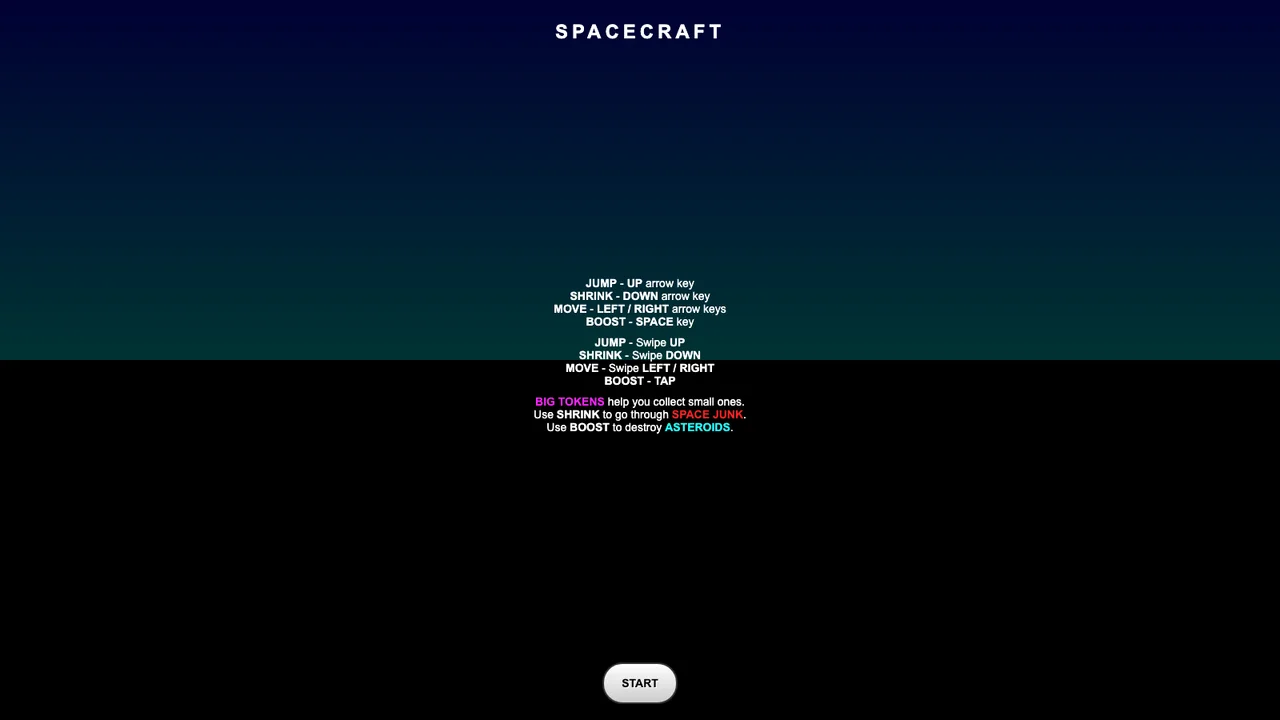 SPACECRAFT
JUMP - UP arrow key
SHRINK - DOWN arrow key
MOVE - LEFT / RIGHT arrow keys
BOOST - SPACE key
JUMP - Swipe UP
SHRINK - Swipe DOWN
MOVE - Swipe LEFT / RIGHT
BOOST - TAP
BIG TOKENS help you collect small ones.
Use SHRINK to go through SPACE JUNK.
Use BOOST to destroy ASTEROIDS.
START